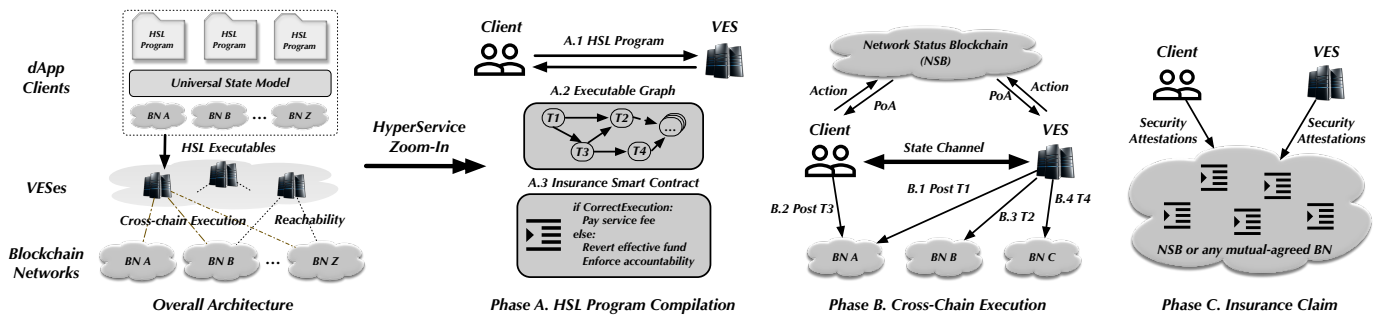 dApp
Clients
HSL
Program
HSL
Program
HSL
Program
Universal State Model
BN A
BN B
...
BN Z
HSL Executables
VESes
Cross-chain Execution
Reachability
Blockchain
Networks
BN A
BN B
...
BN Z
Overall Architecture
HyperService
Zoom-In
Client
VES
A.1 HSL Program
A.2 Executable Graph
T1
T2
...
T3
T4
A.3 Insurance Smart Contract
if CorrectExecution:
Pay service fee
else:
Revert effective fund
Enforce accountability
Phase A. HSL Program Compilation
Network Status Blockchain
(NSB)
Action
PoA
PoA
Action
Client
VES
State Channel
B.1 Post T1
B.2 Post T3
B.3 T2
B.4 T4
BN A
BN B
BN C
Phase B. Cross-Chain Execution
Client
VES
Security
Attestations
Security
Attestations
NSB or any mutual-agreed BN
Phase C. Insurance Claim